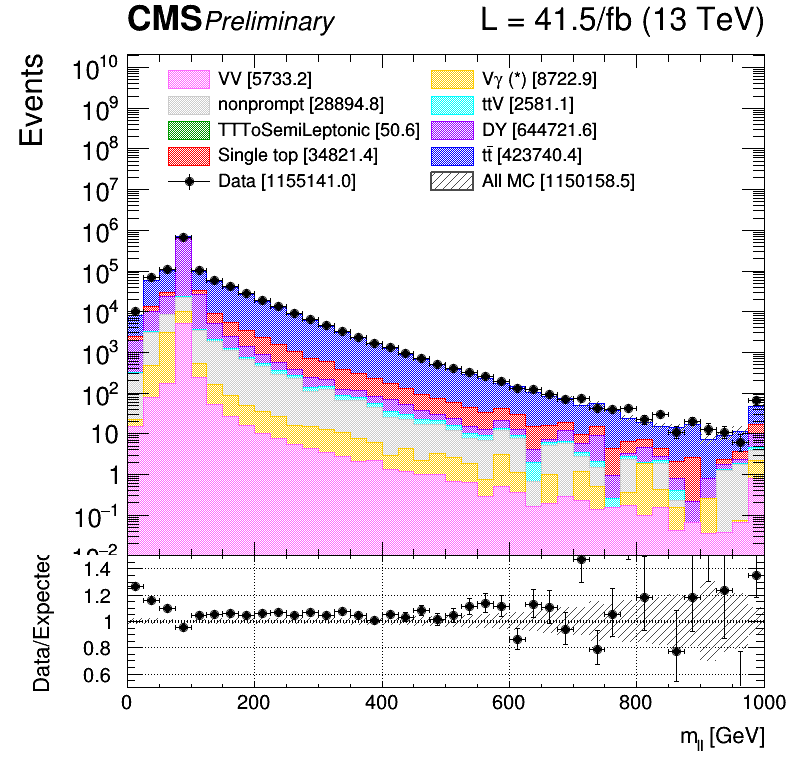 CMS Preliminary L = 41.5/fb (13 TeV)
Events
10^10
10^9
10^8
10^7
10^6
10^5
10^4
10^3
10^2
10
1
10^−1
10^−2
VV [5733.2]
Vγ (*) [8722.9]
nonprompt [28894.8]
ttV [2581.1]
TTToSemiLeptonic [50.6]
DY [644721.6]
Single top [34821.4]
tt̄ [423740.4]
Data [1155141.0]
All MC [1150158.5]
Data/Expected
1.4
1.2
1
0.8
0.6
0 200 400 600 800 1000
m_ll [GeV]